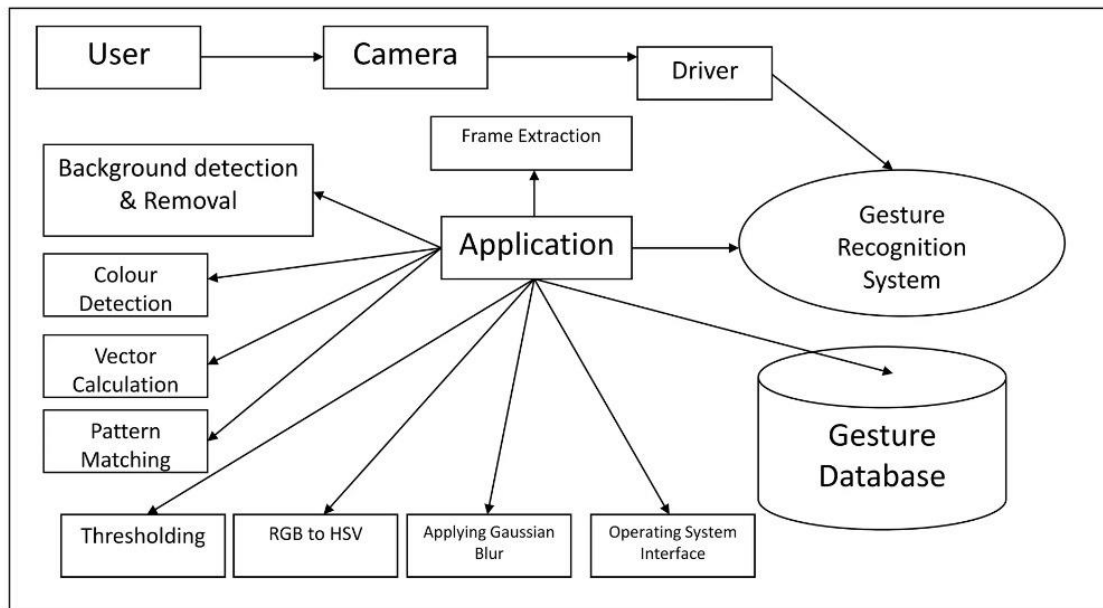 User
Camera
Driver
Frame Extraction
Background detection
& Removal
Application
Gesture
Recognition
System
Colour
Detection
Vector
Calculation
Pattern
Matching
Gesture
Database
Thresholding
RGB to HSV
Applying Gaussian
Blur
Operating System
Interface